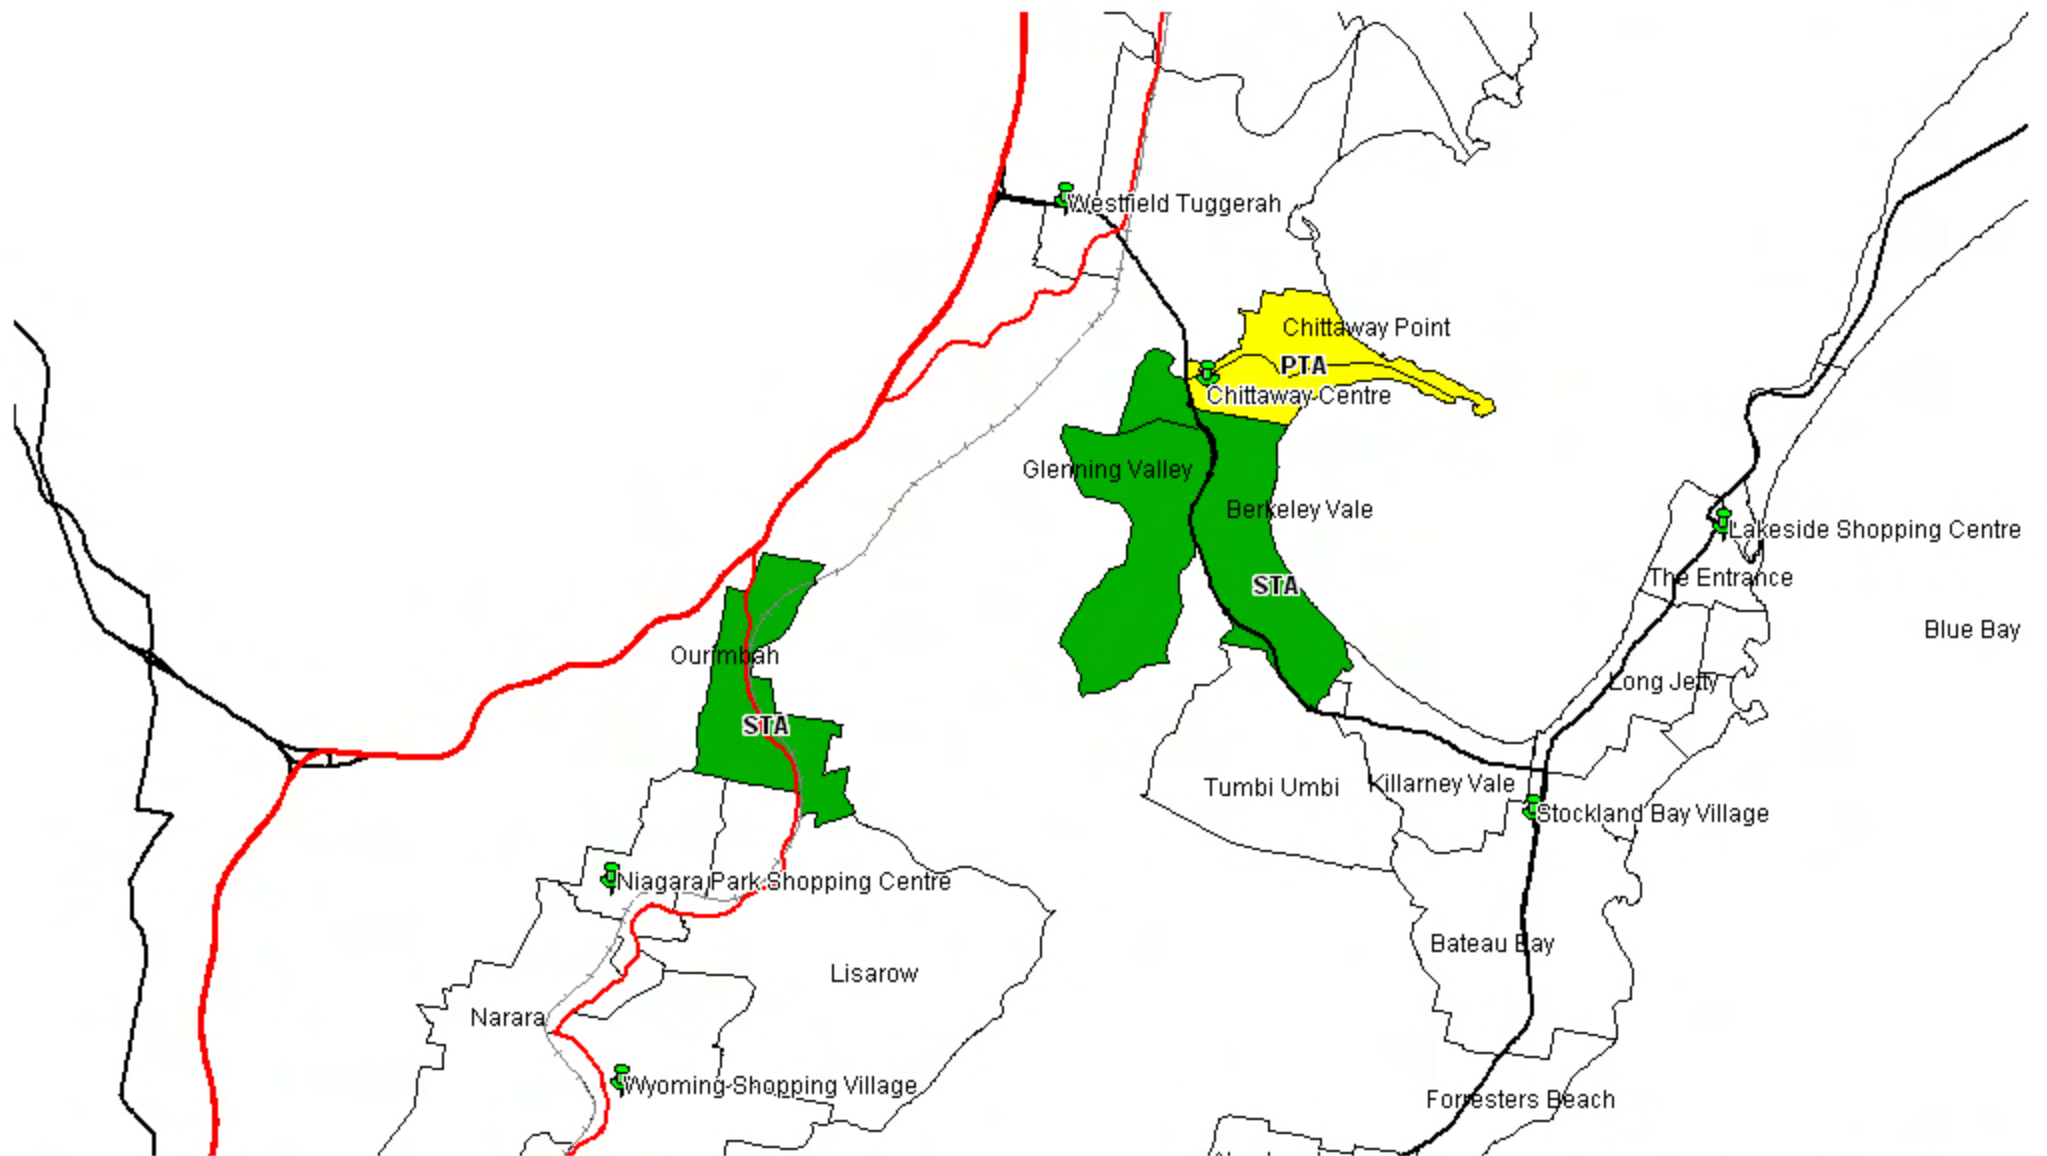 Westfield Tuggerah
Chittaway Point
PTA
Chittaway Centre
Glenning Valley
Berkeley Vale
Lakeside Shopping Centre
The Entrance
STA
Blue Bay
Ourimbah
Long Jetty
STA
Tumbi Umbi
Killarney Vale
Stockland Bay Village
Niagara Park Shopping Centre
Bateau Bay
Lisarow
Narara
Wyoming Shopping Village
Forresters Beach